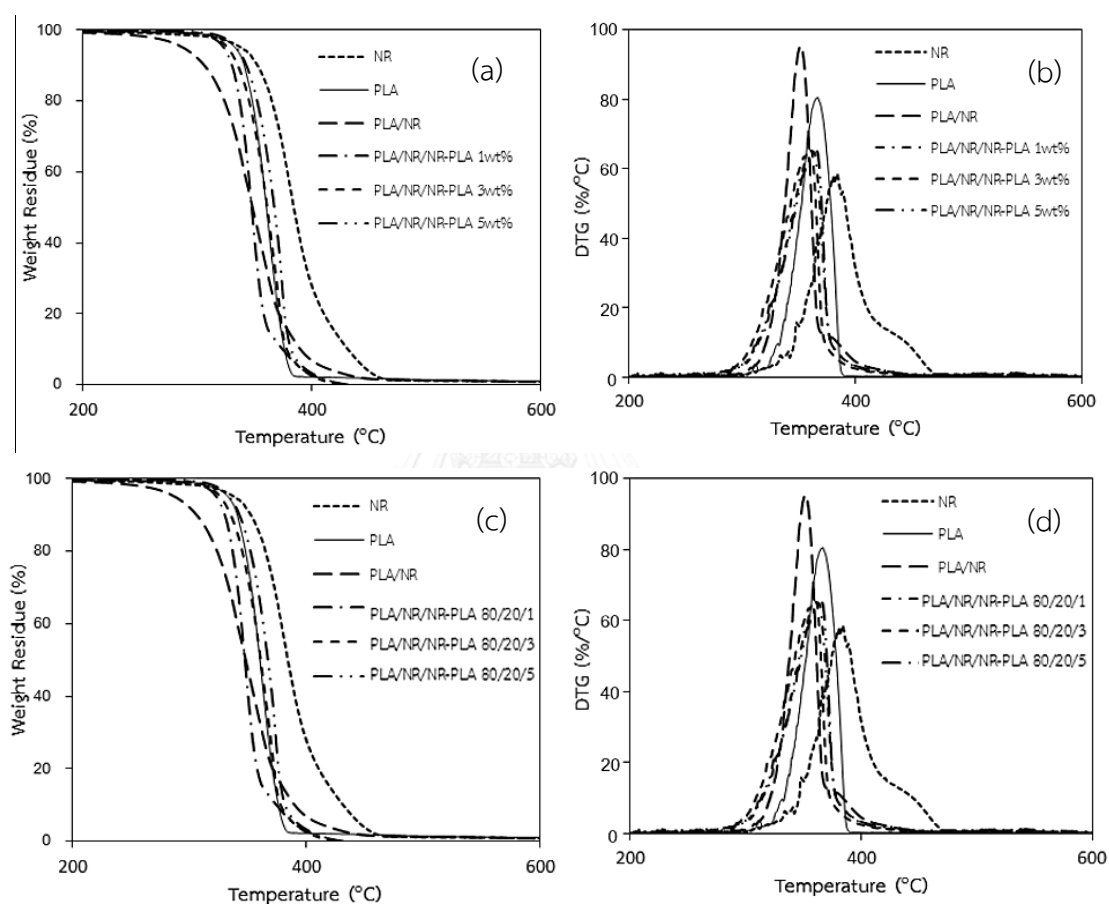 (a)
Weight Residue (%)
100
80
60
40
20
0
200
400
600
Temperature (°C)
NR
PLA
PLA/NR
PLA/NR/NR-PLA 1wt%
PLA/NR/NR-PLA 3wt%
PLA/NR/NR-PLA 5wt%
(b)
DTG (%/°C)
100
80
60
40
20
0
200
400
600
Temperature (°C)
NR
PLA
PLA/NR
PLA/NR/NR-PLA 1wt%
PLA/NR/NR-PLA 3wt%
PLA/NR/NR-PLA 5wt%
(c)
Weight Residue (%)
100
80
60
40
20
0
200
400
600
Temperature (°C)
NR
PLA
PLA/NR
PLA/NR/NR-PLA 80/20/1
PLA/NR/NR-PLA 80/20/3
PLA/NR/NR-PLA 80/20/5
(d)
DTG (%/°C)
100
80
60
40
20
0
200
400
600
Temperature (°C)
NR
PLA
PLA/NR
PLA/NR/NR-PLA 80/20/1
PLA/NR/NR-PLA 80/20/3
PLA/NR/NR-PLA 80/20/5